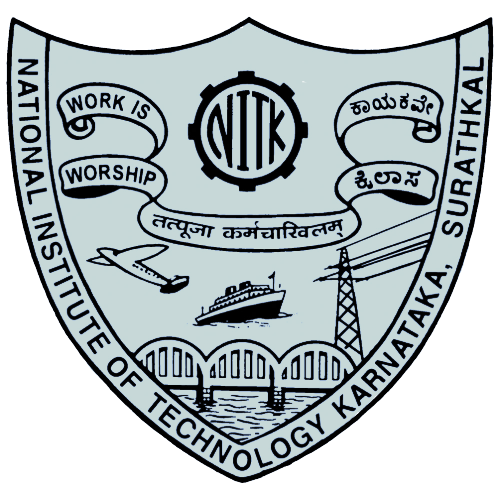 NATIONAL INSTITUTE OF TECHNOLOGY KARNATAKA, SURATHKAL
NITK
WORK IS
WORSHIP
ಕಾಯಕವೇ
ಕೈಲಾಸ
तत्पूजा कर्मचाखिलम्